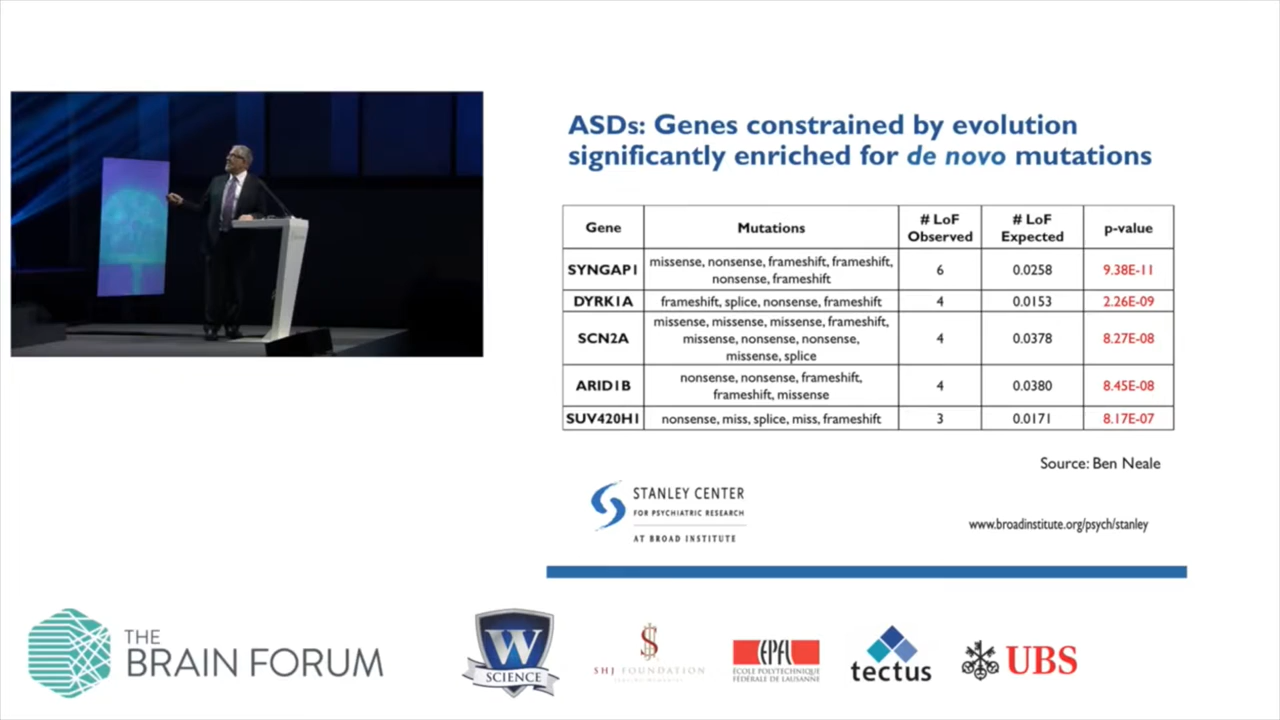 ASDs: Genes constrained by evolution
significantly enriched for de novo mutations
Gene
Mutations
# LoF
Observed
# LoF
Expected
p-value
SYNGAP1
missense, nonsense, frameshift, frameshift,
nonsense, frameshift
6
0.0258
9.38E-11
DYRK1A
frameshift, splice, nonsense, frameshift
4
0.0153
2.26E-09
SCN2A
missense, missense, missense, frameshift,
missense, nonsense, nonsense,
missense, splice
4
0.0378
8.27E-08
ARID1B
nonsense, nonsense, frameshift,
frameshift, missense
4
0.0380
8.45E-08
SUV420H1
nonsense, miss, splice, miss, frameshift
3
0.0171
8.17E-07
Source: Ben Neale
STANLEY CENTER
FOR PSYCHIATRIC RESEARCH
AT BROAD INSTITUTE
www.broadinstitute.org/psych/stanley
THE
BRAIN FORUM
W
SCIENCE
SHJ FOUNDATION
EPFL
ECOLE POLYTECHNIQUE
FÉDÉRALE DE LAUSANNE
tectus
UBS